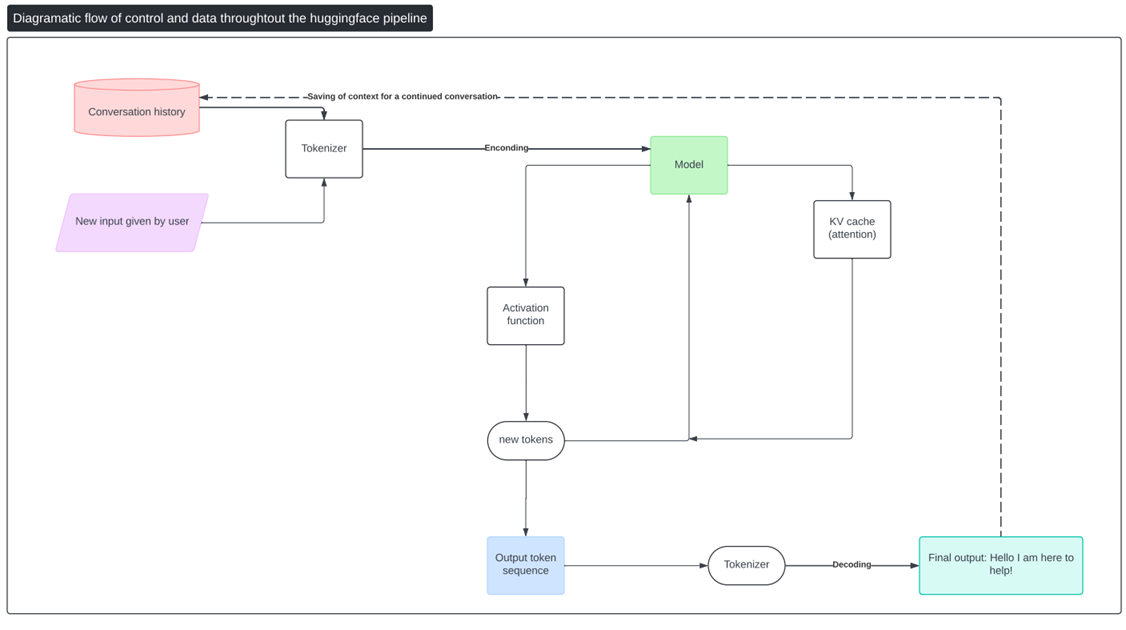 Diagramatic flow of control and data throughtout the huggingface pipeline
Saving of context for a continued conversation
Conversation history
Tokenizer
Enconding
Model
New input given by user
KV cache
(attention)
Activation
function
new tokens
Output token
sequence
Tokenizer
Decoding
Final output: Hello I am here to
help!